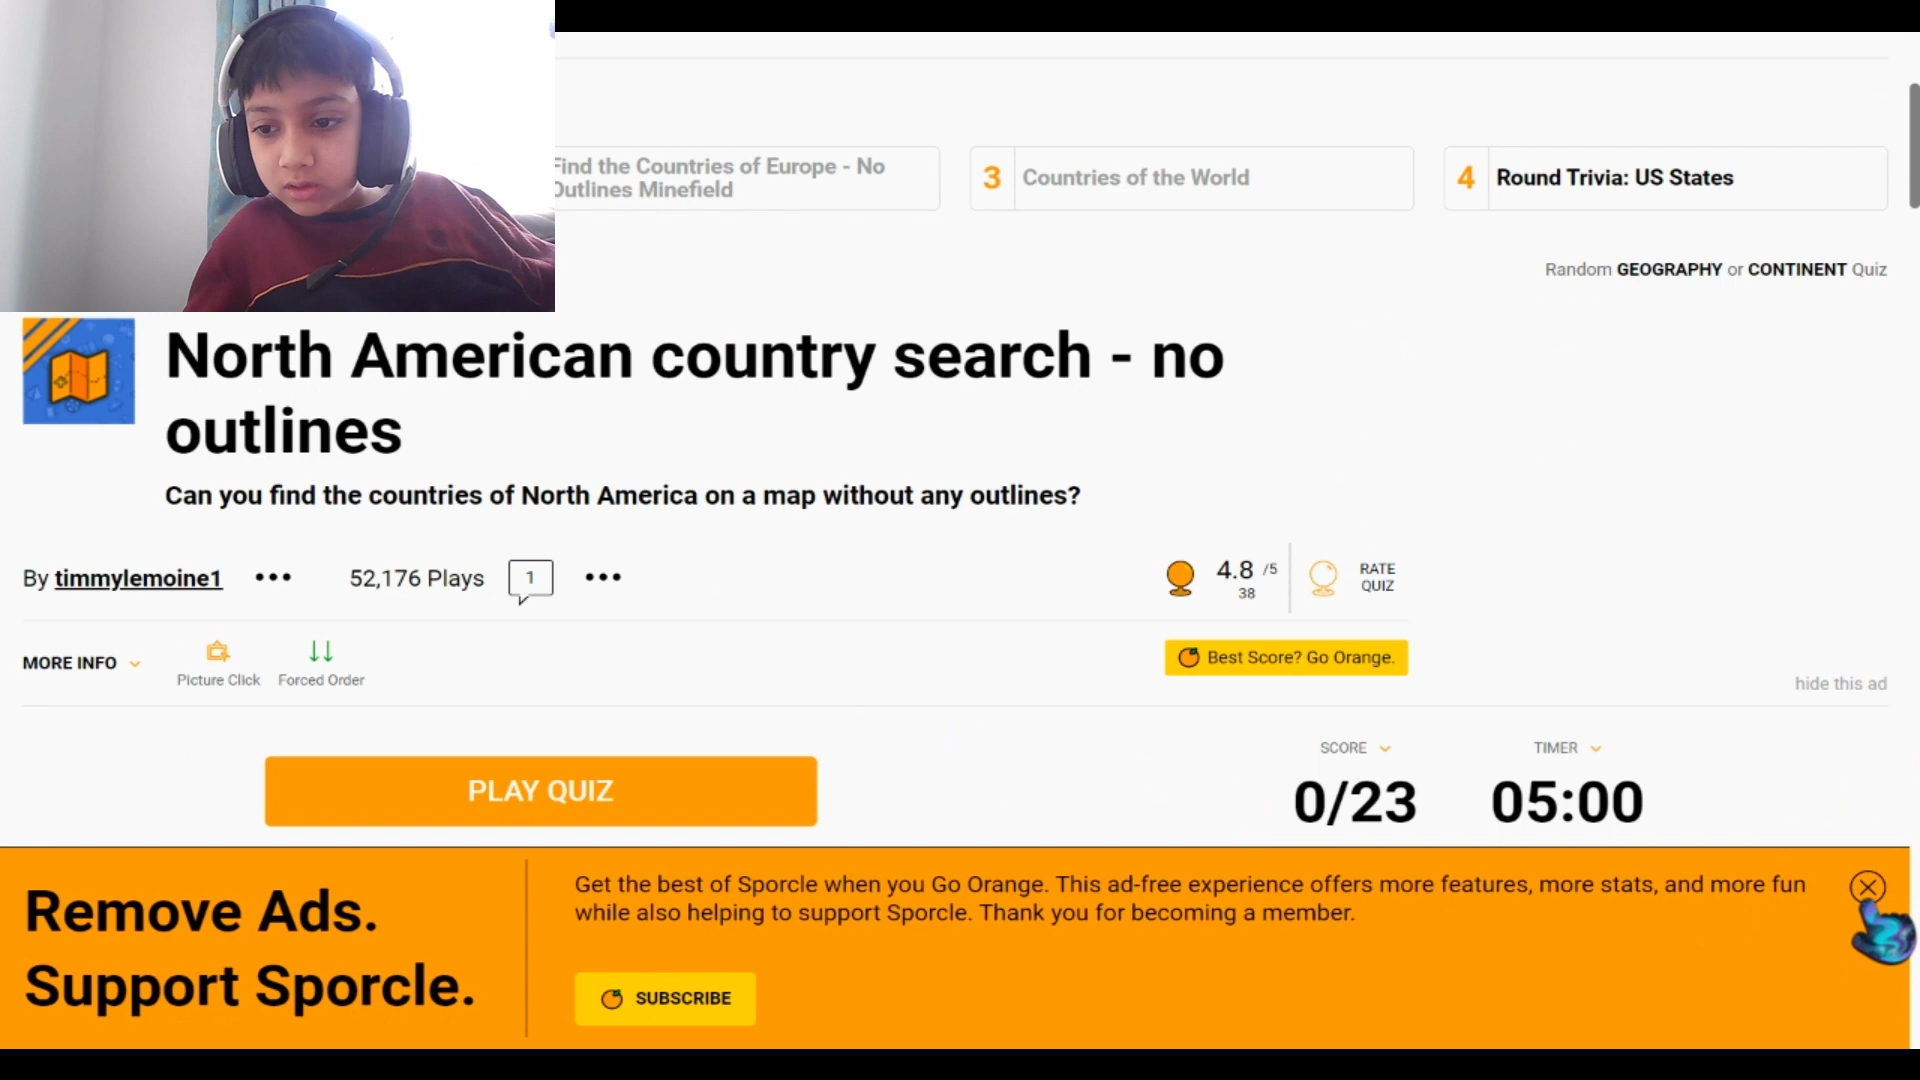 Find the Countries of Europe - No
Outlines Minefield
3 Countries of the World
4 Round Trivia: US States
Random GEOGRAPHY or CONTINENT Quiz
North American country search - no
outlines
Can you find the countries of North America on a map without any outlines?
By timmylemoine1 ••• 52,176 Plays 1 •••
4.8 /5
38
RATE
QUIZ
MORE INFO
Picture Click
Forced Order
Best Score? Go Orange.
hide this ad
PLAY QUIZ
SCORE
0/23
TIMER
05:00
Remove Ads.
Support Sporcle.
Get the best of Sporcle when you Go Orange. This ad-free experience offers more features, more stats, and more fun
while also helping to support Sporcle. Thank you for becoming a member.
SUBSCRIBE